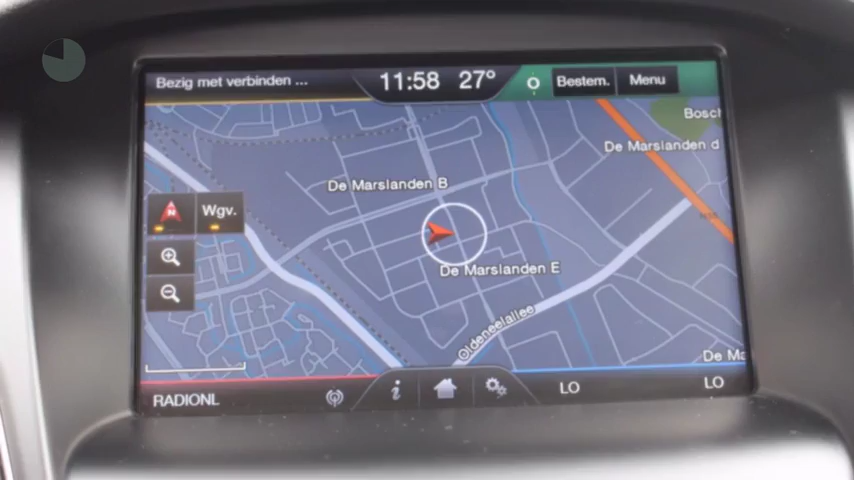 Bezig met verbinden ...
11:58 27°
Bestem.
Menu
Bosch
De Marslanden d
De Marslanden B
N
Wgv.
De Marslanden E
Oldeneelallee
De Ma
RADIONL
LO
LO